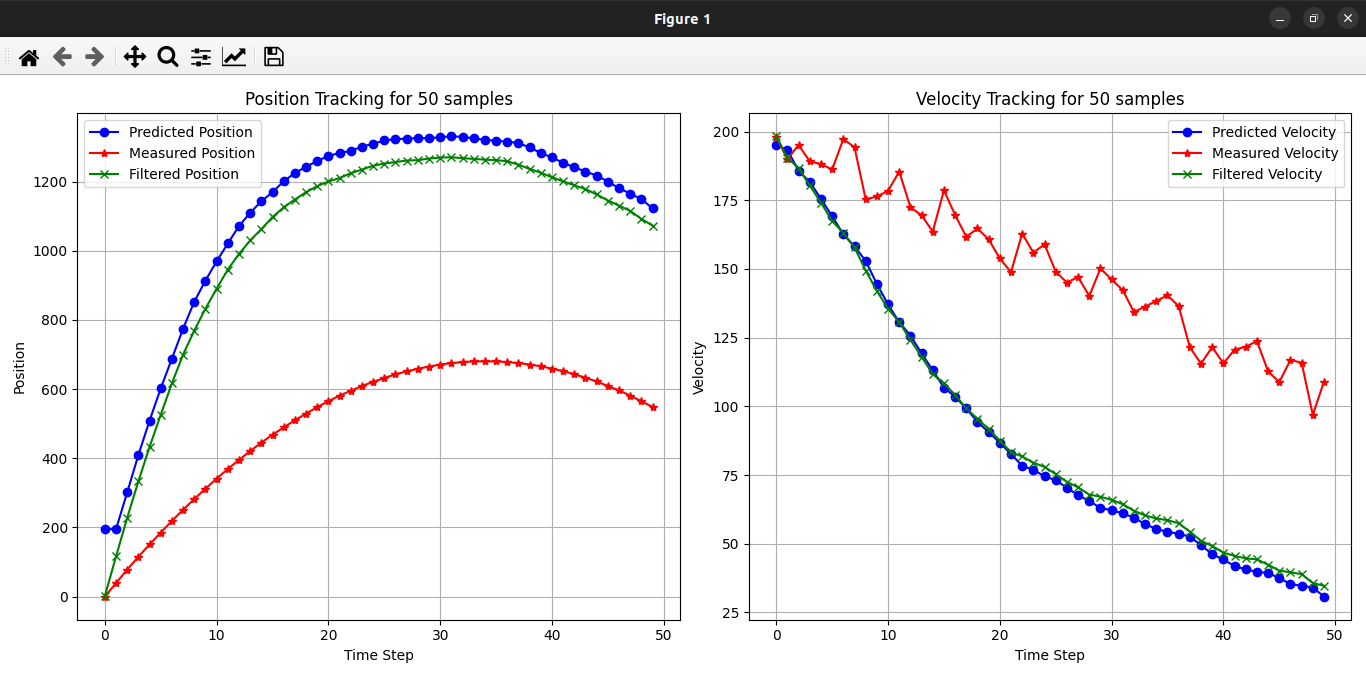 Figure 1
Position Tracking for 50 samples
Predicted Position
Measured Position
Filtered Position
Position
1200
1000
800
600
400
200
0
0 10 20 30 40 50
Time Step
Velocity Tracking for 50 samples
Predicted Velocity
Measured Velocity
Filtered Velocity
Velocity
200
175
150
125
100
75
50
25
0 10 20 30 40 50
Time Step